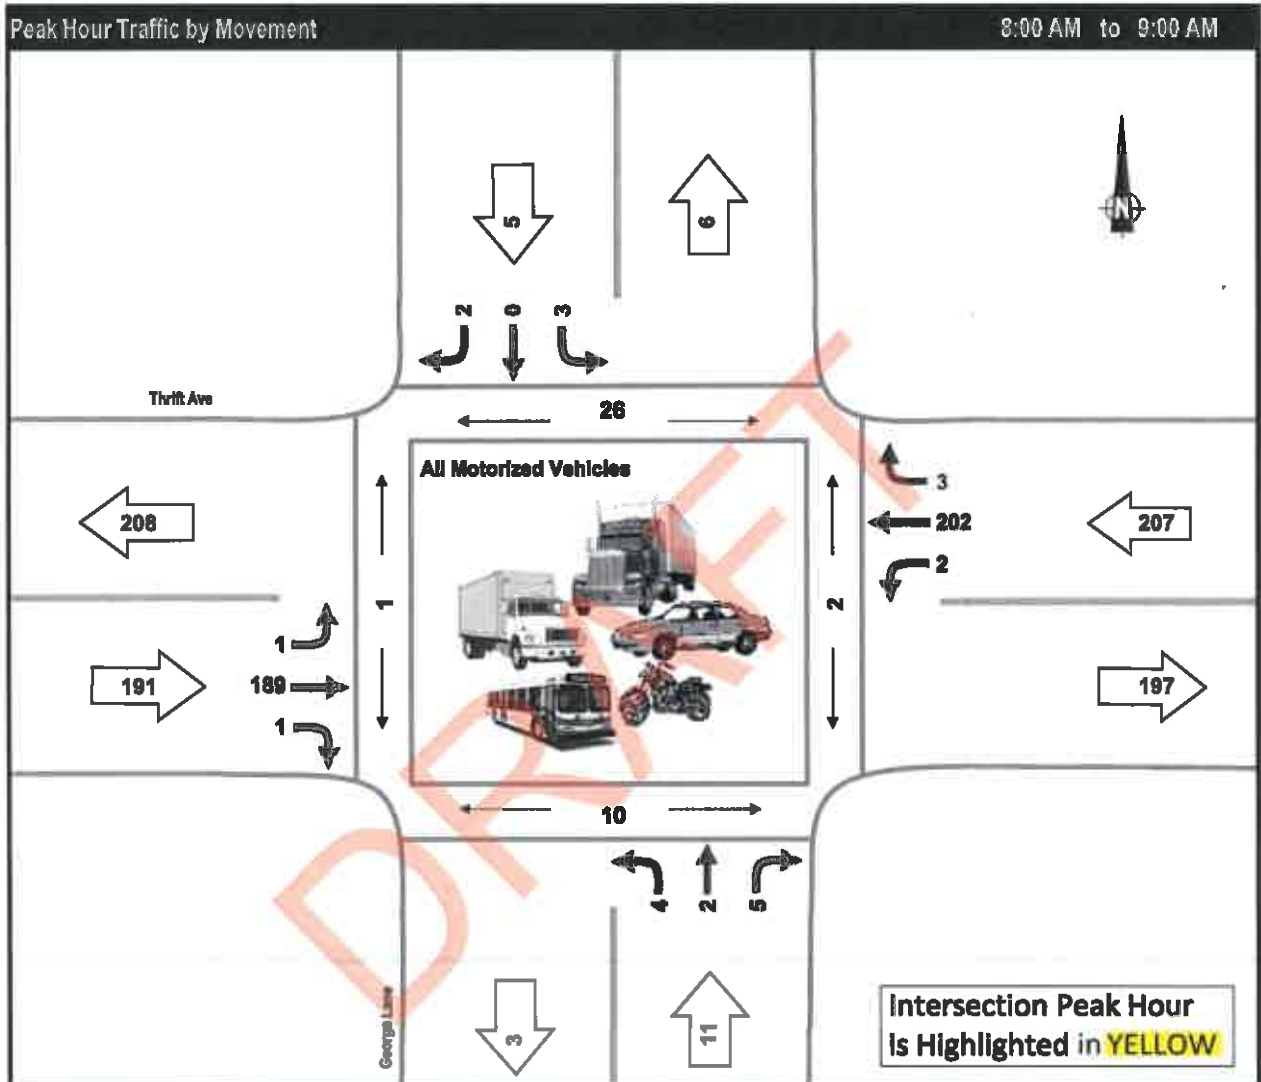 Peak Hour Traffic by Movement 8:00 AM to 9:00 AM
N
5
6
2 0 3
Thrift Ave
26
All Motorized Vehicles
3
208
202
207
2
1
2
1
191
189
197
1
10
4 2 5
George Lane
3
11
Intersection Peak Hour
is Highlighted in YELLOW
DRAFT